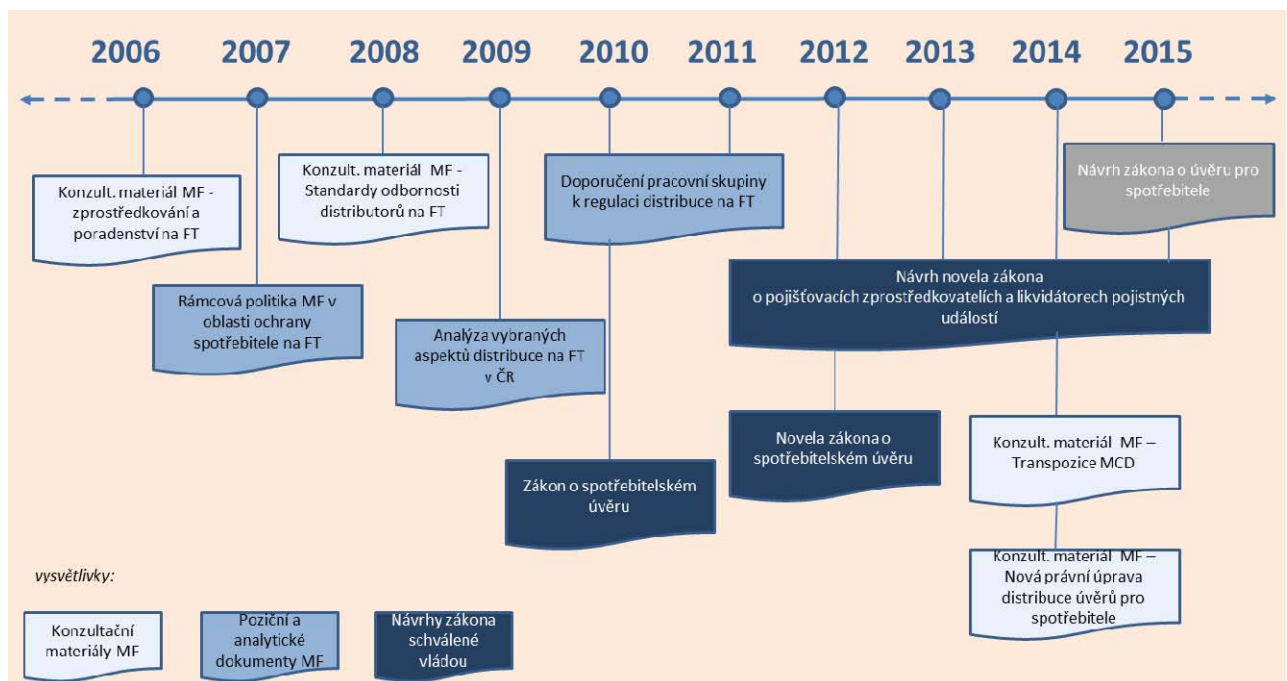 2006 2007 2008 2009 2010 2011 2012 2013 2014 2015
Konzult. materiál MF -
zprostředkování a
poradenství na FT
Rámcová politika MF v
oblasti ochrany
spotřebitele na FT
Konzult. materiál MF -
Standardy odbornosti
distributorů na FT
Analýza vybraných
aspektů distribuce na FT
v ČR
Doporučení pracovní skupiny
k regulaci distribuce na FT
Zákon o spotřebitelském
úvěru
Návrh novela zákona
o pojišťovacích zprostředkovatelích a likvidátorech pojistných
událostí
Novela zákona o
spotřebitelském úvěru
Návrh zákona o úvěru pro
spotřebitele
Konzult. materiál MF –
Transpozice MCD
Konzult. materiál MF –
Nová právní úprava
distribuce úvěrů pro
spotřebitele
vysvětlivky:
Konzultační
materiály MF
Poziční a
analytické
dokumenty MF
Návrhy zákona
schválené
vládou